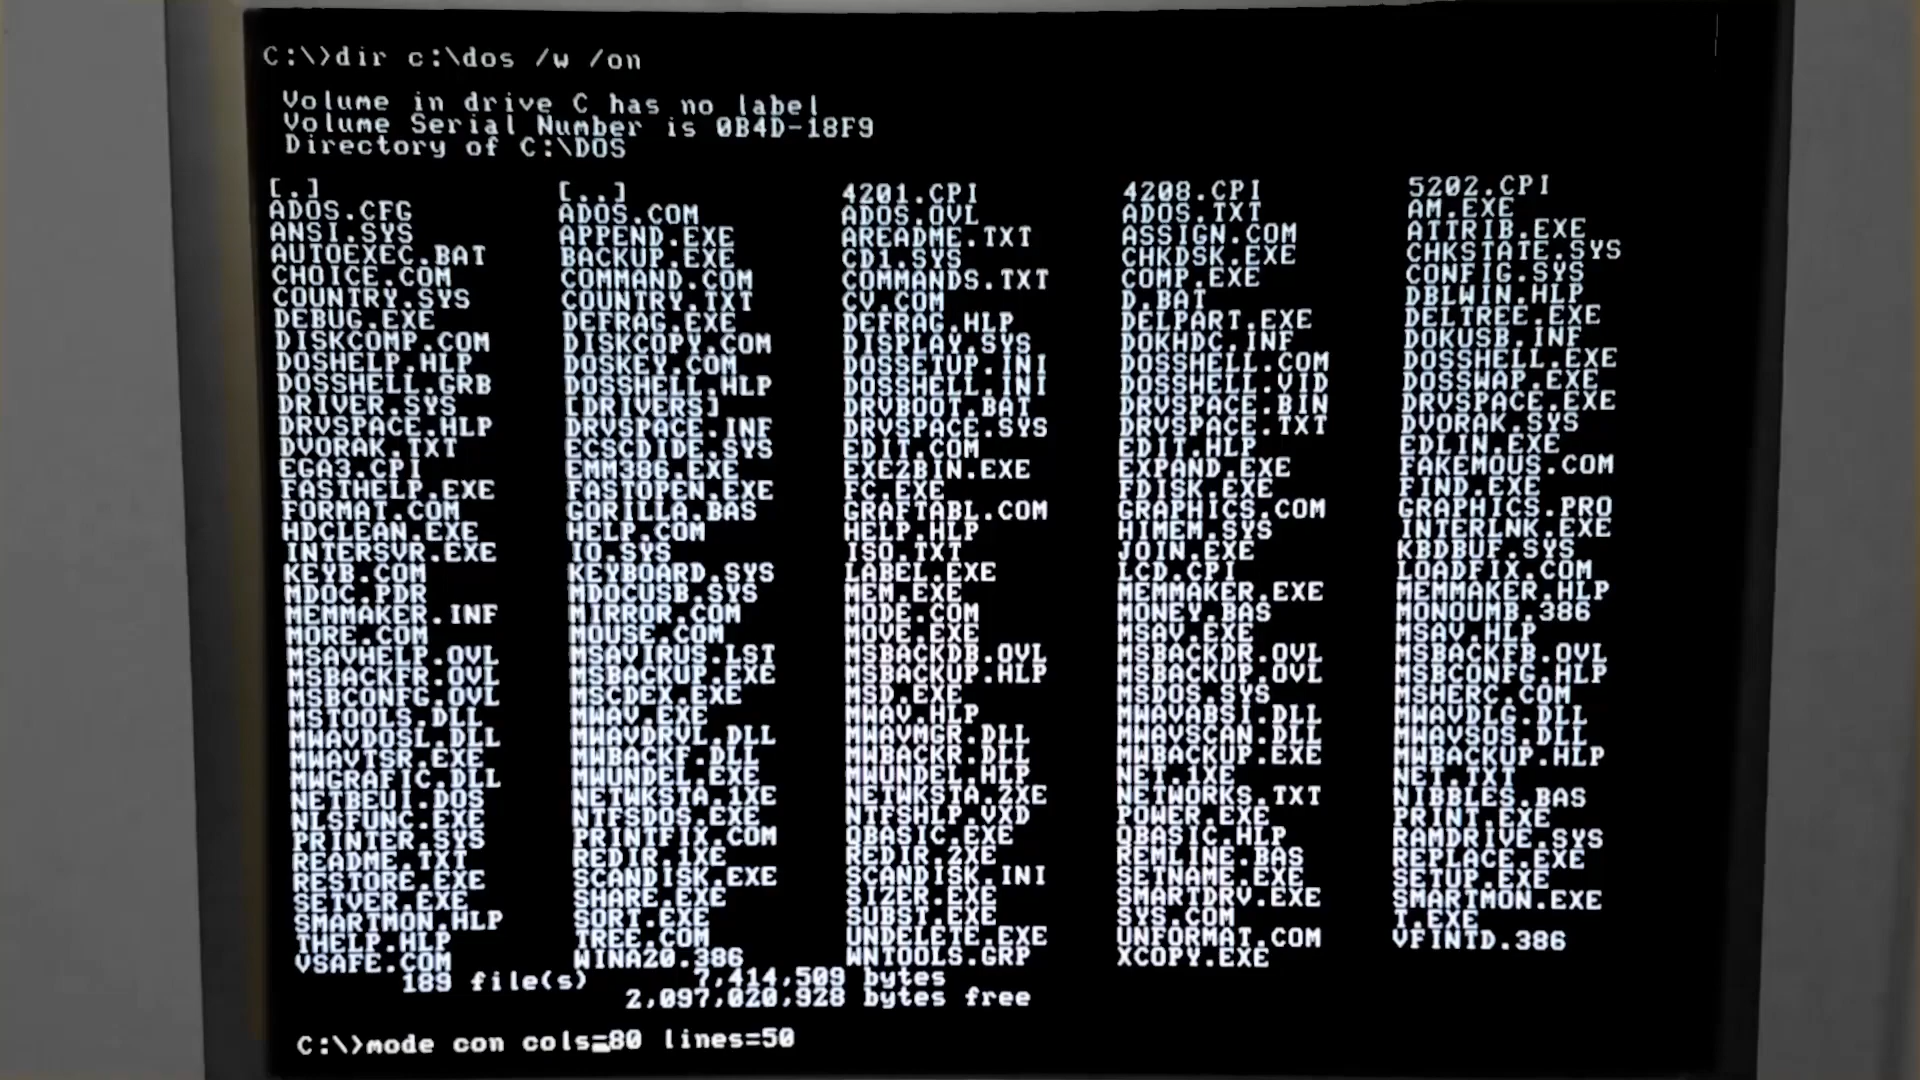 C:\>dir c:\dos /w /on
Volume in drive C has no label
Volume Serial Number is 0B4D-18F9
Directory of C:\DOS
[.] [..] 4201.CPI 4208.CPI 5202.CPI
ADOS.CFG ADOS.COM ADOS.OVL ADOS.TXT AM.EXE
ANSI.SYS APPEND.EXE AREADME.TXT ASSIGN.COM ATTRIB.EXE
AUTOEXEC.BAT BACKUP.EXE CD1.SYS CHKDSK.EXE CHKSTATE.SYS
CHOICE.COM COMMAND.COM COMMANDS.TXT COMP.EXE CONFIG.SYS
COUNTRY.SYS COUNTRY.TXT CV.COM D.BAT DBLWIN.HLP
DEBUG.EXE DEFRAG.EXE DEFRAG.HLP DELPART.EXE DELTREE.EXE
DISKCOMP.COM DISKCOPY.COM DISPLAY.SYS DOKHDC.INF DOKUSB.INF
DOSHELP.HLP DOSKEY.COM DOSSETUP.INI DOSSHELL.COM DOSSHELL.EXE
DOSSHELL.GRB DOSSHELL.HLP DOSSHELL.INI DOSSHELL.VID DOSSWAP.EXE
DRIVER.SYS [DRIVERS] DRVBOOT.BAT DRVSPACE.BIN DRVSPACE.EXE
DRVSPACE.HLP DRVSPACE.INF DRVSPACE.SYS DRVSPACE.TXT DVORAK.SYS
DVORAK.TXT ECSCDIDE.SYS EDIT.COM EDIT.HLP EDLIN.EXE
EGA3.CPI EMM386.EXE EXE2BIN.EXE EXPAND.EXE FAKEMOUS.COM
FASTHELP.EXE FASTOPEN.EXE FC.EXE FDISK.EXE FIND.EXE
FORMAT.COM GORILLA.BAS GRAFTABL.COM GRAPHICS.COM GRAPHICS.PRO
HDCLEAN.EXE HELP.COM HELP.HLP HIMEM.SYS INTERLNK.EXE
INTERSVR.EXE IO.SYS ISO.TXT JOIN.EXE KBDBUF.SYS
KEYB.COM KEYBOARD.SYS LABEL.EXE LCD.CPI LOADFIX.COM
MDOC.PDR MDOCUSB.SYS MEM.EXE MEMMAKER.EXE MEMMAKER.HLP
MEMMAKER.INF MIRROR.COM MODE.COM MONEY.BAS MONOUMB.386
MORE.COM MOUSE.COM MOVE.EXE MSAV.EXE MSAV.HLP
MSAVHELP.OVL MSAVIRUS.LST MSBACKDB.OVL MSBACKDR.OVL MSBACKFB.OVL
MSBACKFR.OVL MSBACKUP.EXE MSBACKUP.HLP MSBACKUP.OVL MSBCONFG.HLP
MSBCONFG.OVL MSCDEX.EXE MSD.EXE MSDOS.SYS MSHERC.COM
MSTOOLS.DLL MWAV.EXE MWAV.HLP MWAVABSI.DLL MWAVDLG.DLL
MWAVDOSL.DLL MWAVDRVL.DLL MWAVMGR.DLL MWAVSCAN.DLL MWAVSOS.DLL
MWAVTSR.EXE MWBACKF.DLL MWBACKR.DLL MWBACKUP.EXE MWBACKUP.HLP
MWGRAFIC.DLL MWUNDEL.EXE MWUNDEL.HLP NET.1XE NET.TXT
NETBEUI.DOS NETWKSTA.1XE NETWKSTA.2XE NETWORKS.TXT NIBBLES.BAS
NLSFUNC.EXE NTFSDOS.EXE NTFSHLP.VXD POWER.EXE PRINT.EXE
PRINTER.SYS PRINTFIX.COM QBASIC.EXE QBASIC.HLP RAMDRIVE.SYS
README.TXT REDIR.1XE REDIR.2XE REMLINE.BAS REPLACE.EXE
RESTORE.EXE SCANDISK.EXE SCANDISK.INI SETNAME.EXE SETUP.EXE
SETVER.EXE SHARE.EXE SIZER.EXE SMARTDRV.EXE SMARTMON.EXE
SMARTMON.HLP SORT.EXE SUBST.EXE SYS.COM T.EXE
THELP.HLP TREE.COM UNDELETE.EXE UNFORMAT.COM VFINTD.386
VSAFE.COM WINA20.386 WNTOOLS.GRP XCOPY.EXE
189 file(s) 7,414,509 bytes
2,097,020,928 bytes free
C:\>mode con cols=80 lines=50